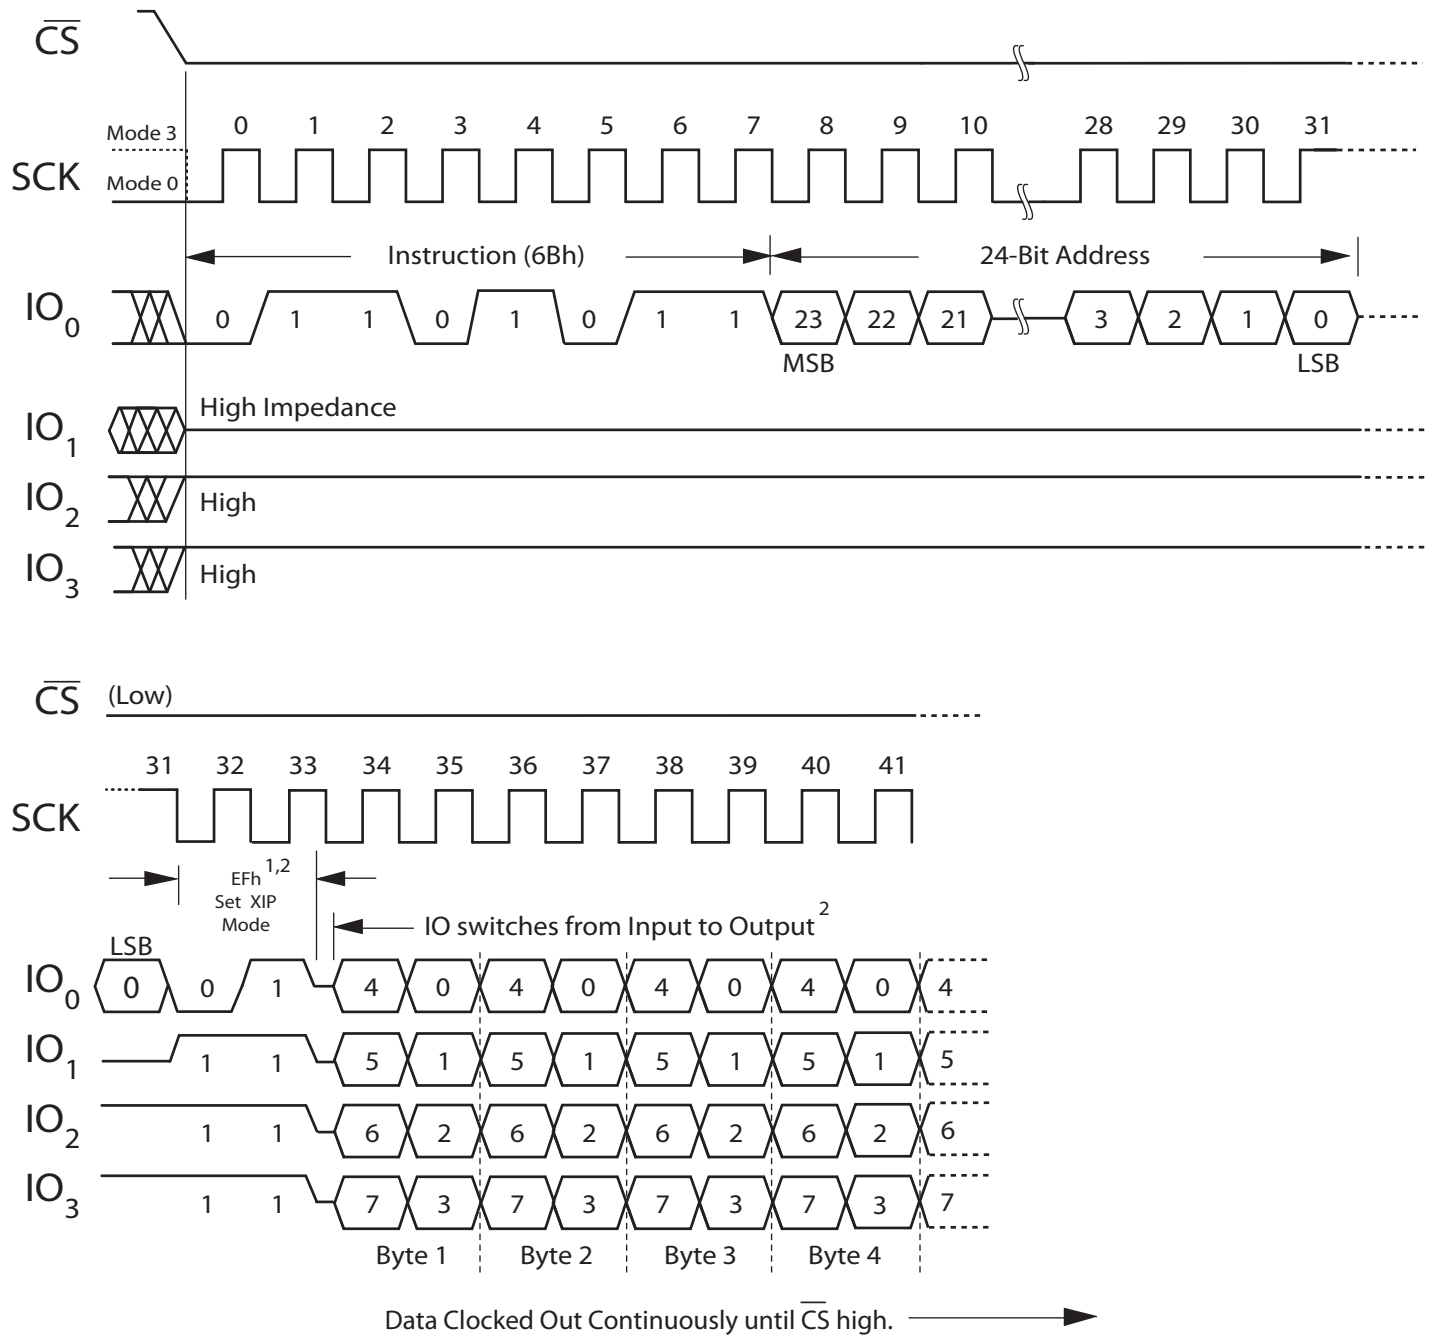 CS
0 1 2 3 4 5 6 7 8 9 10 28 29 30 31
Mode 3
SCK
Mode 0
Instruction (6Bh) 24-Bit Address
IO0 0 1 1 0 1 0 1 1 23 22 21 3 2 1 0
MSB LSB
High Impedance
IO1
IO2 High
IO3 High
CS (Low)
31 32 33 34 35 36 37 38 39 40 41
SCK
EFh 1,2
Set XIP
Mode
IO switches from Input to Output 2
LSB
IO0 0 0 1 4 0 4 0 4 0 4 0 4
IO1 1 1 5 1 5 1 5 1 5 1 5
IO2 1 1 6 2 6 2 6 2 6 2 6
IO3 1 1 7 3 7 3 7 3 7 3 7
Byte 1 Byte 2 Byte 3 Byte 4
Data Clocked Out Continuously until CS high.